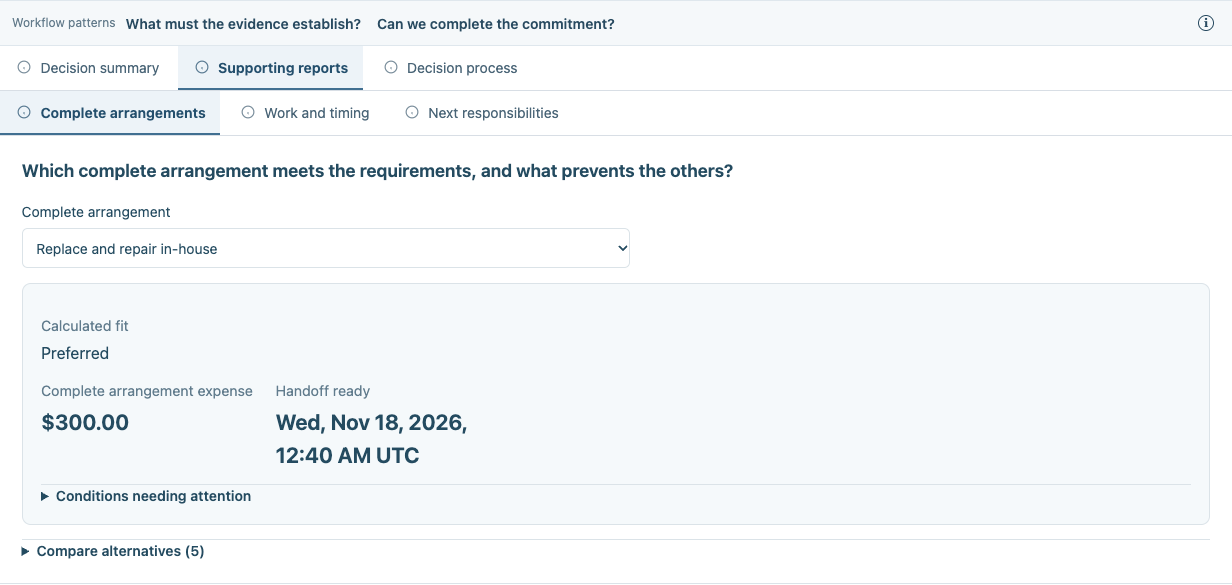 Workflow patterns What must the evidence establish? Can we complete the commitment?
Decision summary Supporting reports Decision process
Complete arrangements Work and timing Next responsibilities
Which complete arrangement meets the requirements, and what prevents the others?
Complete arrangement
Replace and repair in-house
Calculated fit
Preferred
Complete arrangement expense Handoff ready
$300.00 Wed, Nov 18, 2026,
12:40 AM UTC
Conditions needing attention
Compare alternatives (5)